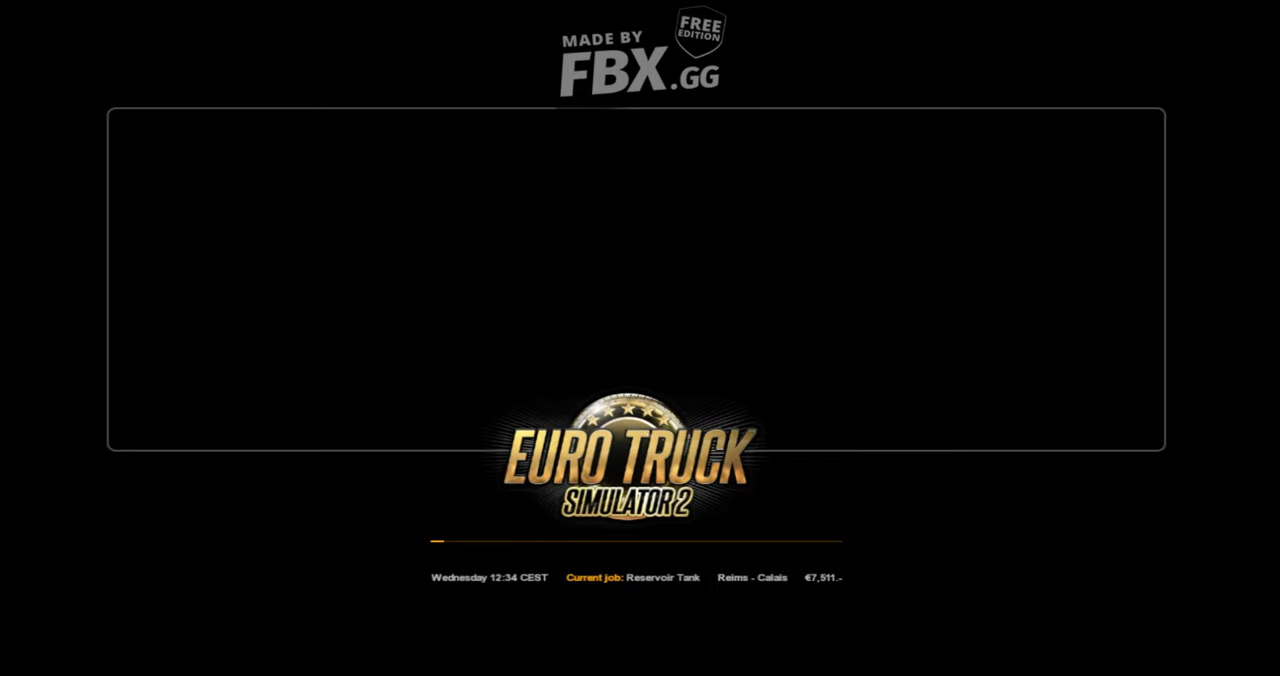 MADE BY
FREE
EDITION
FBX.GG
EURO TRUCK
SIMULATOR 2
Wednesday 12:34 CEST Current job: Reservoir Tank Reims - Calais €7,511.-